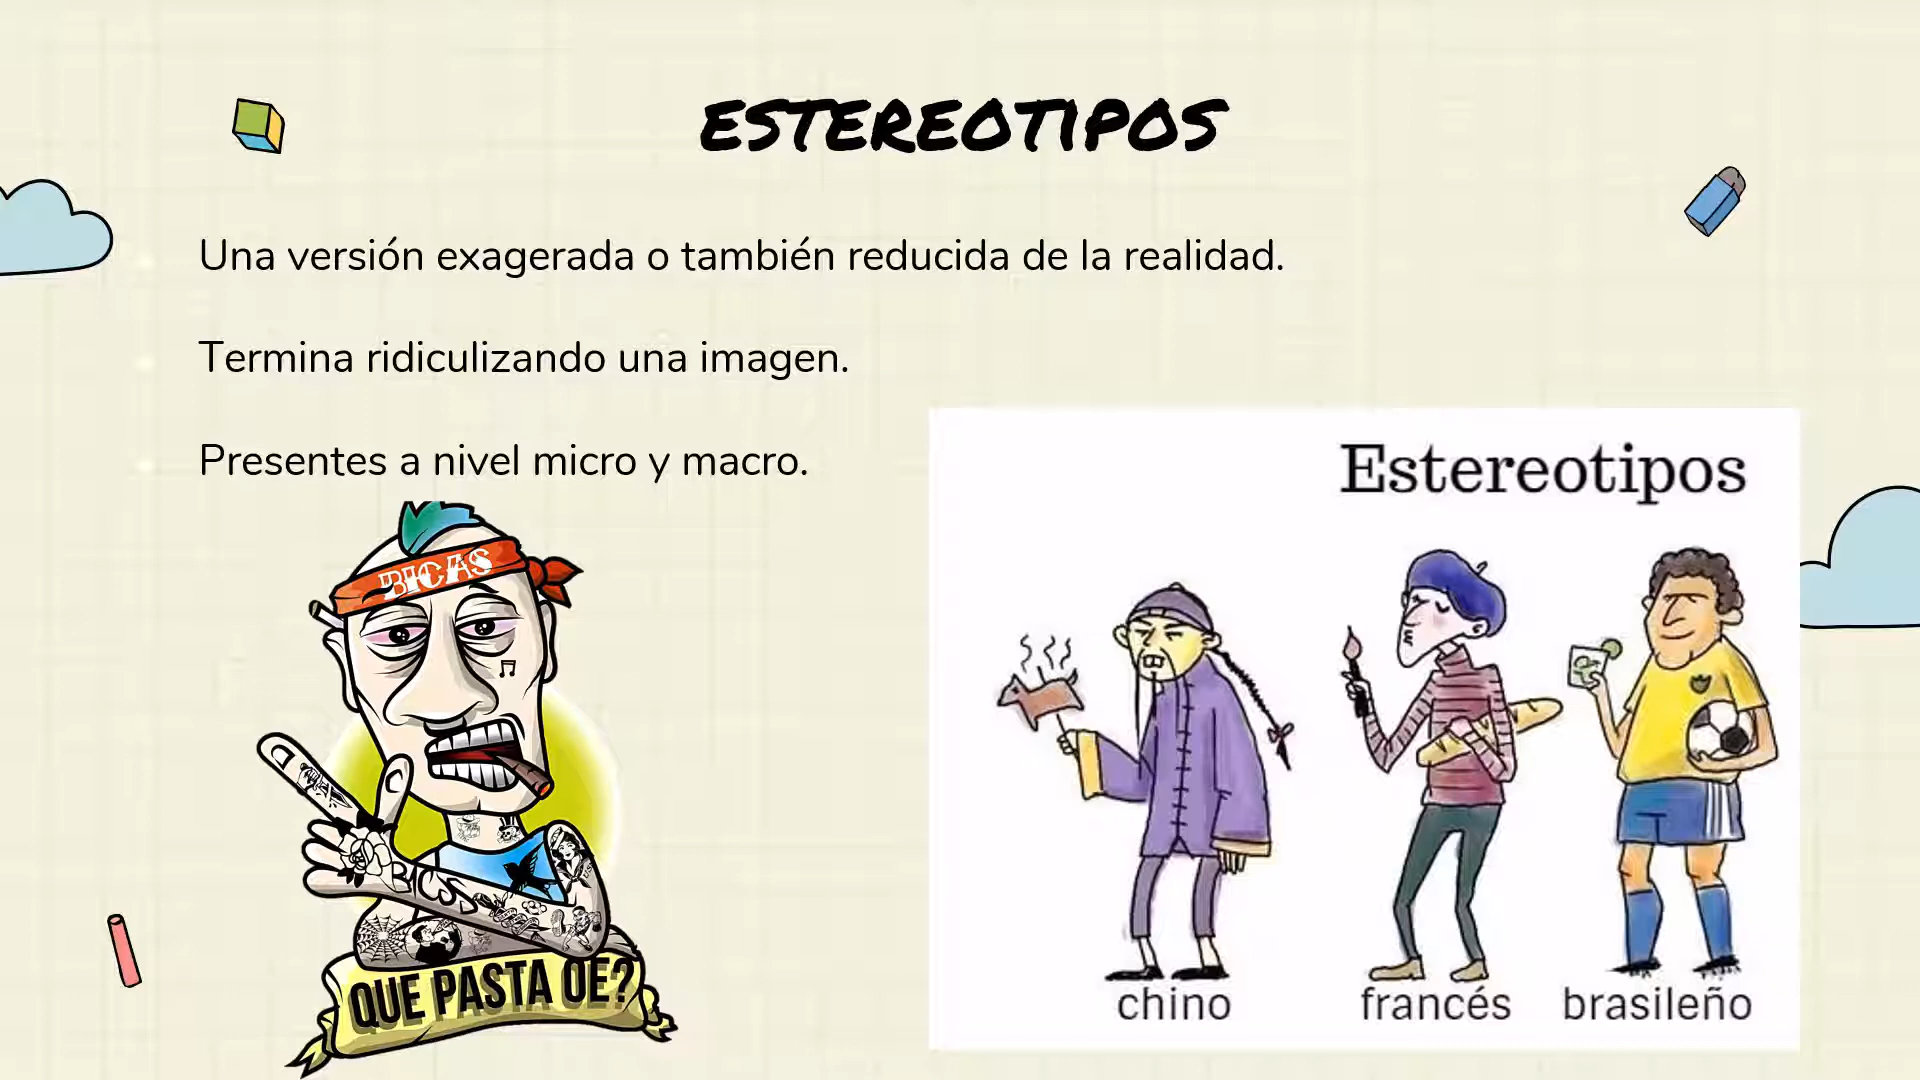 ESTEREOTIPOS
Una versión exagerada o también reducida de la realidad.
Termina ridiculizando una imagen.
Presentes a nivel micro y macro.
BICAS
QUE PASTA OE?
Estereotipos
chino
francés
brasileño